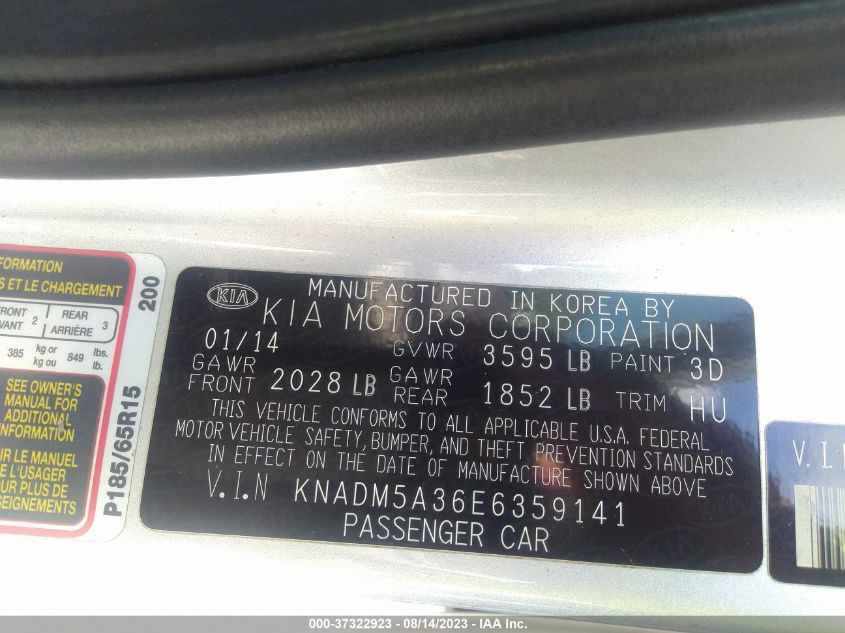 FORMATION
S ET LE CHARGEMENT
FRONT 2 REAR 3
VANT ARRIÈRE
385 kg or 849 lbs.
kg ou lb.
SEE OWNER'S
MANUAL FOR
ADDITIONAL
INFORMATION
UR LE MANUEL
L'USAGER
UR PLUS DE
SEIGNEMENTS
200
P185/65R15
KIA
MANUFACTURED IN KOREA BY
KIA MOTORS CORPORATION
01/14 GVWR 3595 LB PAINT 3D
GAWR FRONT 2028 LB GAWR REAR 1852 LB TRIM HU
THIS VEHICLE CONFORMS TO ALL APPLICABLE U.S.A. FEDERAL
MOTOR VEHICLE SAFETY, BUMPER, AND THEFT PREVENTION STANDARDS
IN EFFECT ON THE DATE OF MANUFACTURE SHOWN ABOVE
V.I.N KNADM5A36E6359141
PASSENGER CAR
V.I.N
000-37322923 - 08/14/2023 - IAA Inc.